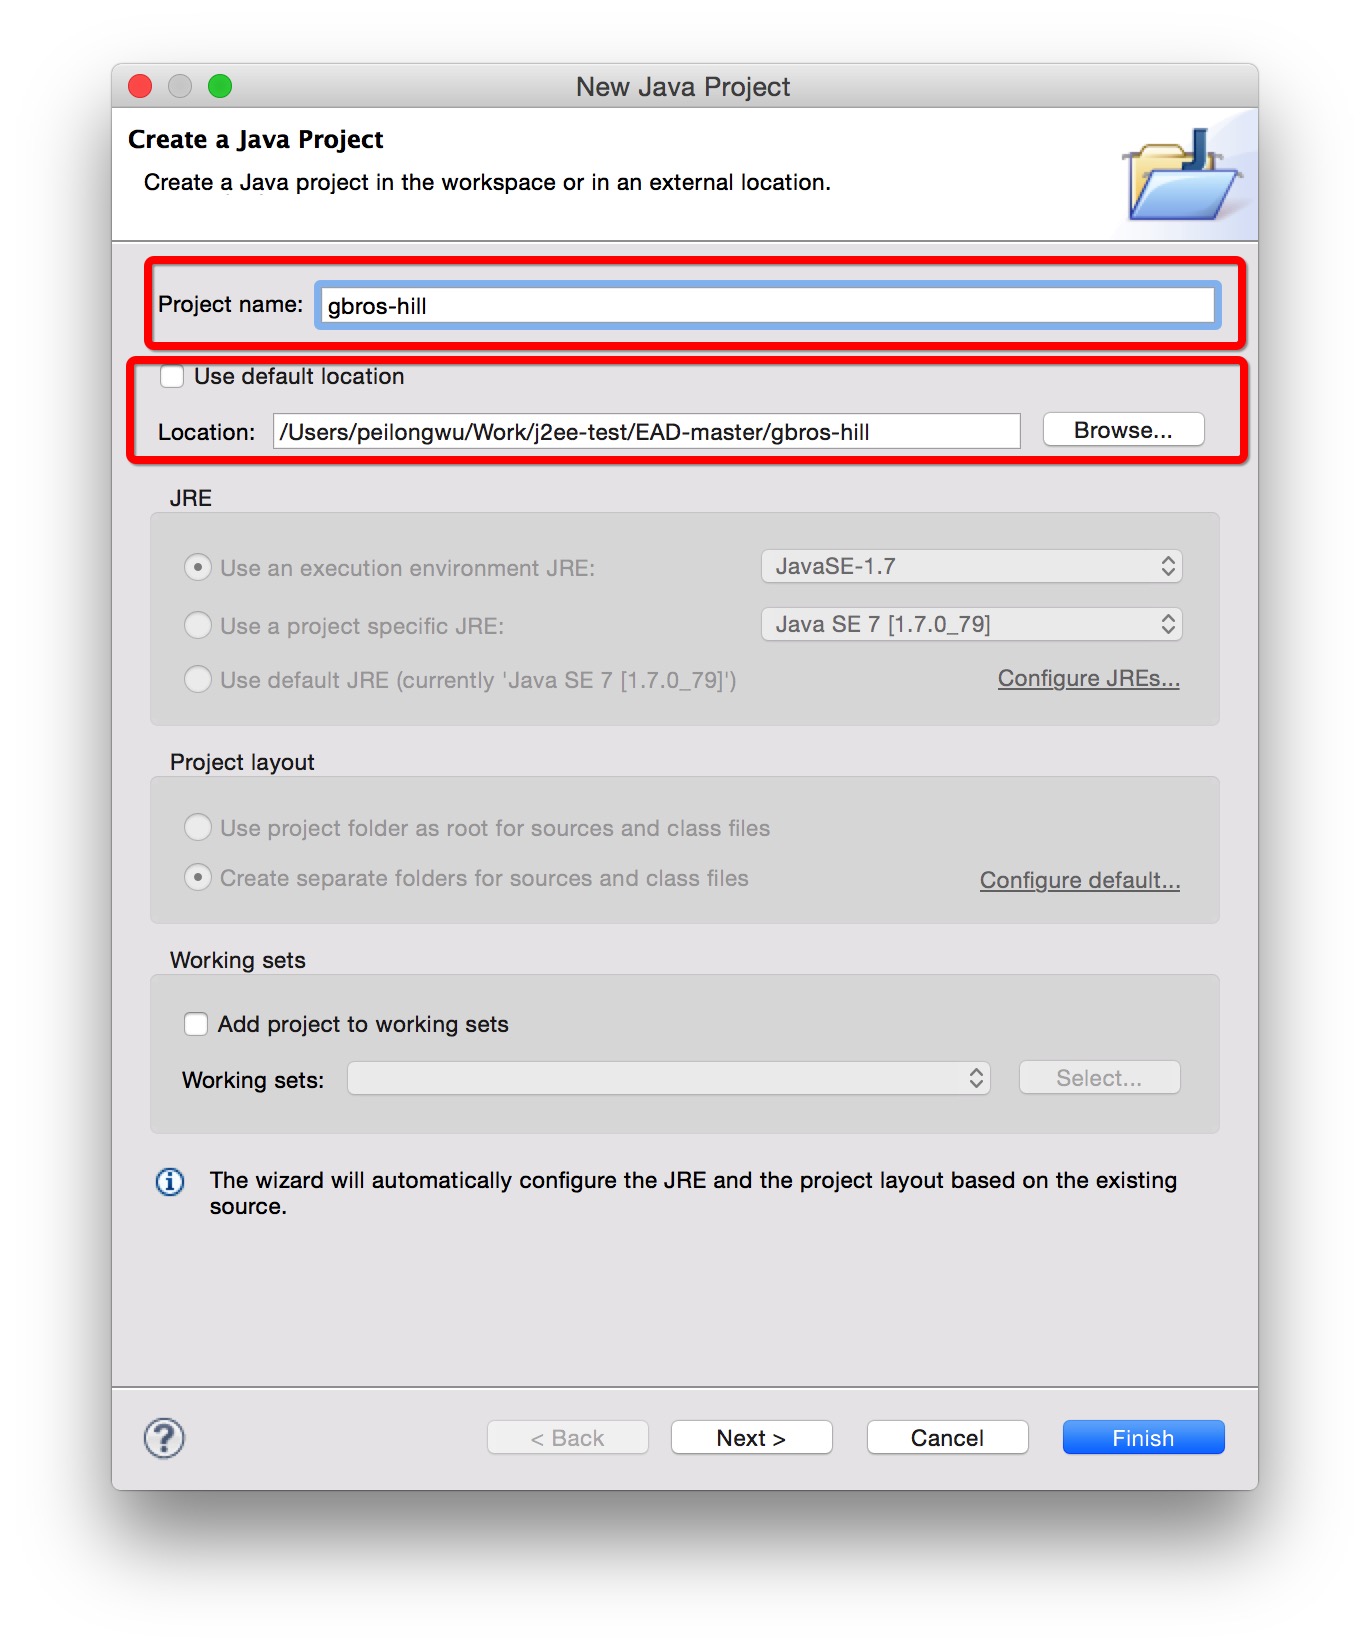 New Java Project
Create a Java Project
Create a Java project in the workspace or in an external location.
Project name: gbros-hill
Use default location
Location: /Users/peilongwu/Work/j2ee-test/EAD-master/gbros-hill Browse...
JRE
Use an execution environment JRE: JavaSE-1.7
Use a project specific JRE: Java SE 7 [1.7.0_79]
Use default JRE (currently 'Java SE 7 [1.7.0_79]') Configure JREs...
Project layout
Use project folder as root for sources and class files
Create separate folders for sources and class files Configure default...
Working sets
Add project to working sets
Working sets: Select...
The wizard will automatically configure the JRE and the project layout based on the existing
source.
? < Back Next > Cancel Finish